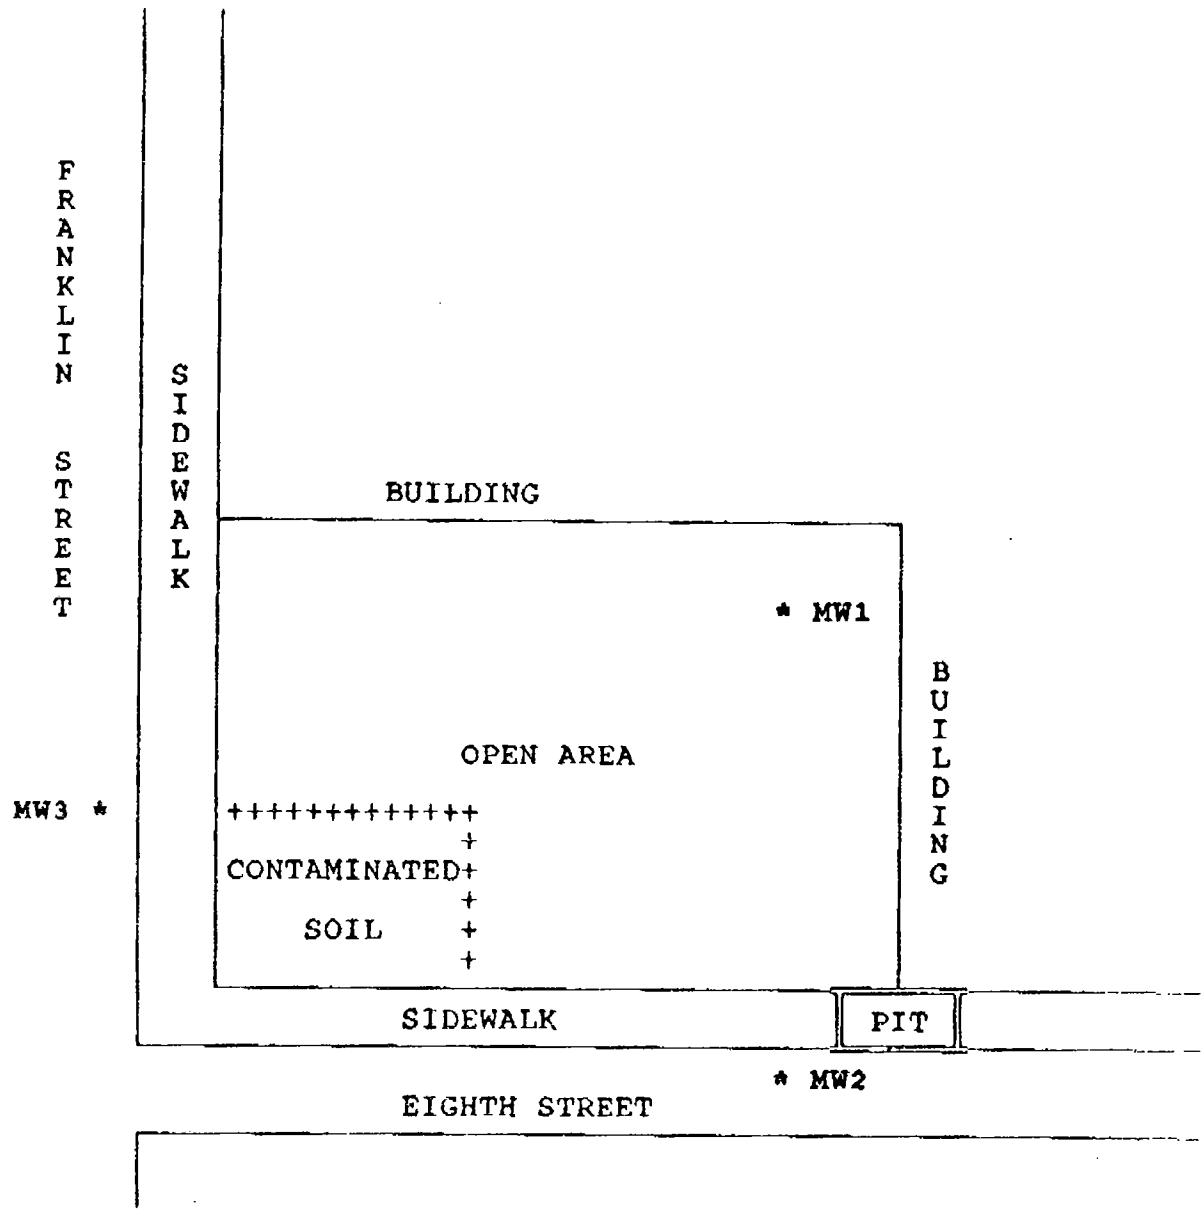 FRANKLIN STREET
SIDEWALK
BUILDING
* MW1
BUILDING
OPEN AREA
MW3 *
+++++++++++++
+
CONTAMINATED+
+
SOIL +
+
SIDEWALK
PIT
* MW2
EIGHTH STREET